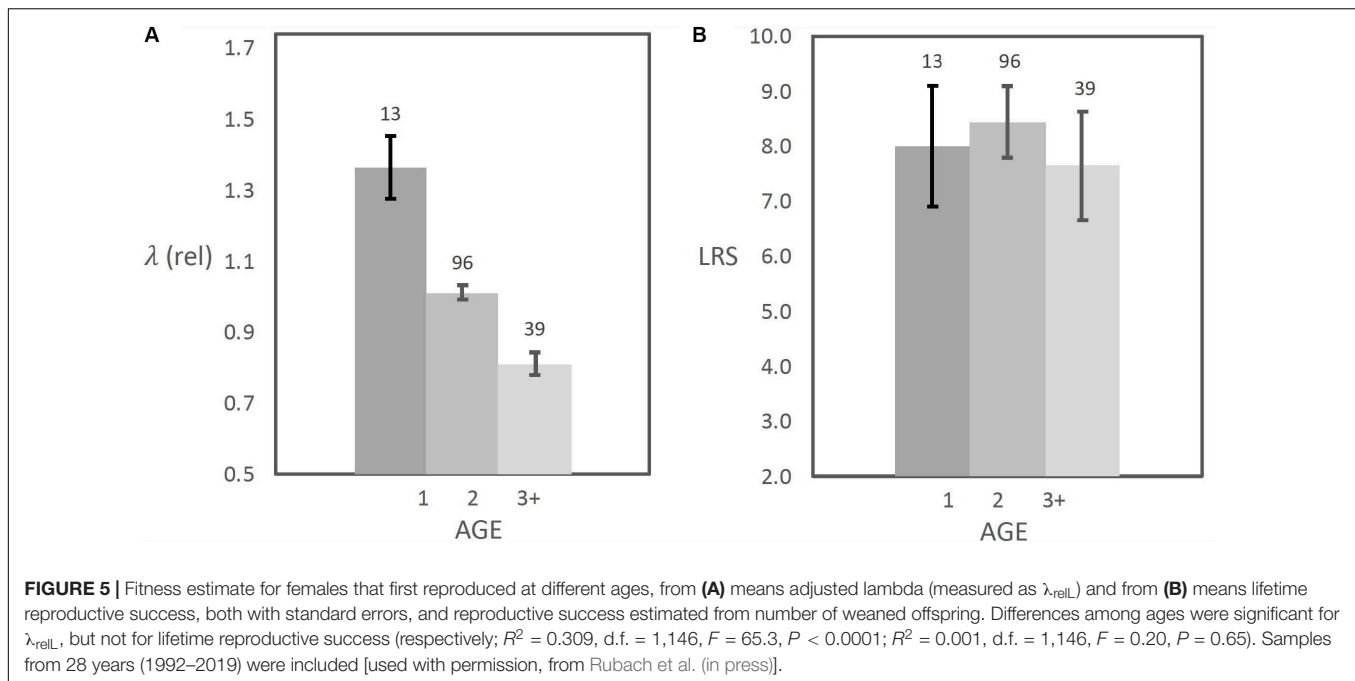 A
1.7
1.5
1.3
1.1
0.9
0.7
0.5
λ (rel)
13
96
39
1 2 3+
AGE
B
10.0
9.0
8.0
7.0
6.0
5.0
4.0
3.0
2.0
LRS
13
96
39
1 2 3+
AGE
FIGURE 5 | Fitness estimate for females that first reproduced at different ages, from (A) means adjusted lambda (measured as λrelL) and from (B) means lifetime
reproductive success, both with standard errors, and reproductive success estimated from number of weaned offspring. Differences among ages were significant for
λrelL, but not for lifetime reproductive success (respectively; R² = 0.309, d.f. = 1,146, F = 65.3, P < 0.0001; R² = 0.001, d.f. = 1,146, F = 0.20, P = 0.65). Samples
from 28 years (1992–2019) were included [used with permission, from Rubach et al. (in press)].